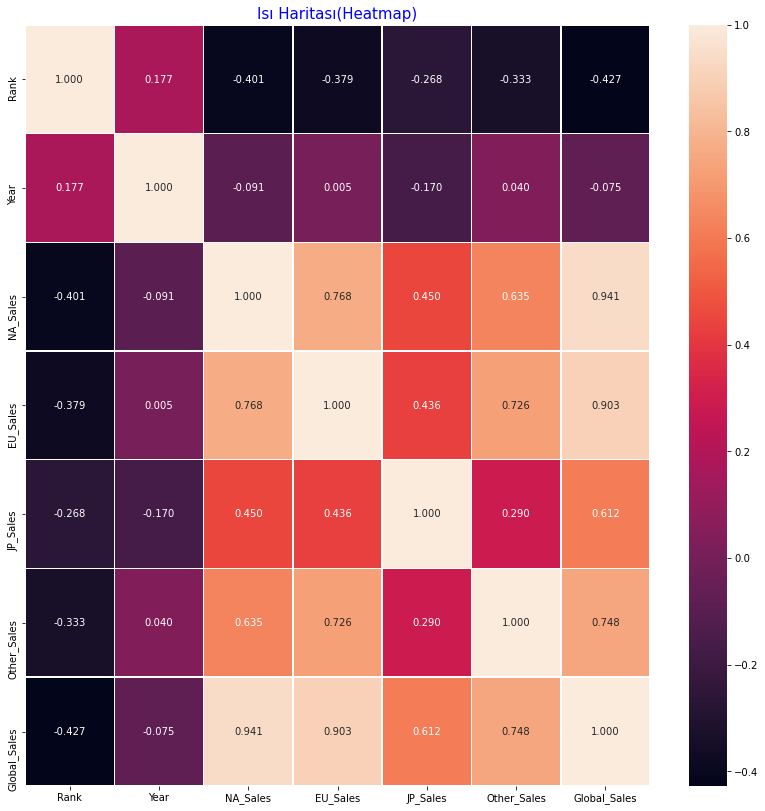 Isı Haritası(Heatmap)
Rank 1.000 0.177 -0.401 -0.379 -0.268 -0.333 -0.427
Year 0.177 1.000 -0.091 0.005 -0.170 0.040 -0.075
NA_Sales -0.401 -0.091 1.000 0.768 0.450 0.635 0.941
EU_Sales -0.379 0.005 0.768 1.000 0.436 0.726 0.903
JP_Sales -0.268 -0.170 0.450 0.436 1.000 0.290 0.612
Other_Sales -0.333 0.040 0.635 0.726 0.290 1.000 0.748
Global_Sales -0.427 -0.075 0.941 0.903 0.612 0.748 1.000
Rank Year NA_Sales EU_Sales JP_Sales Other_Sales Global_Sales
1.0
0.8
0.6
0.4
0.2
0.0
−0.2
−0.4